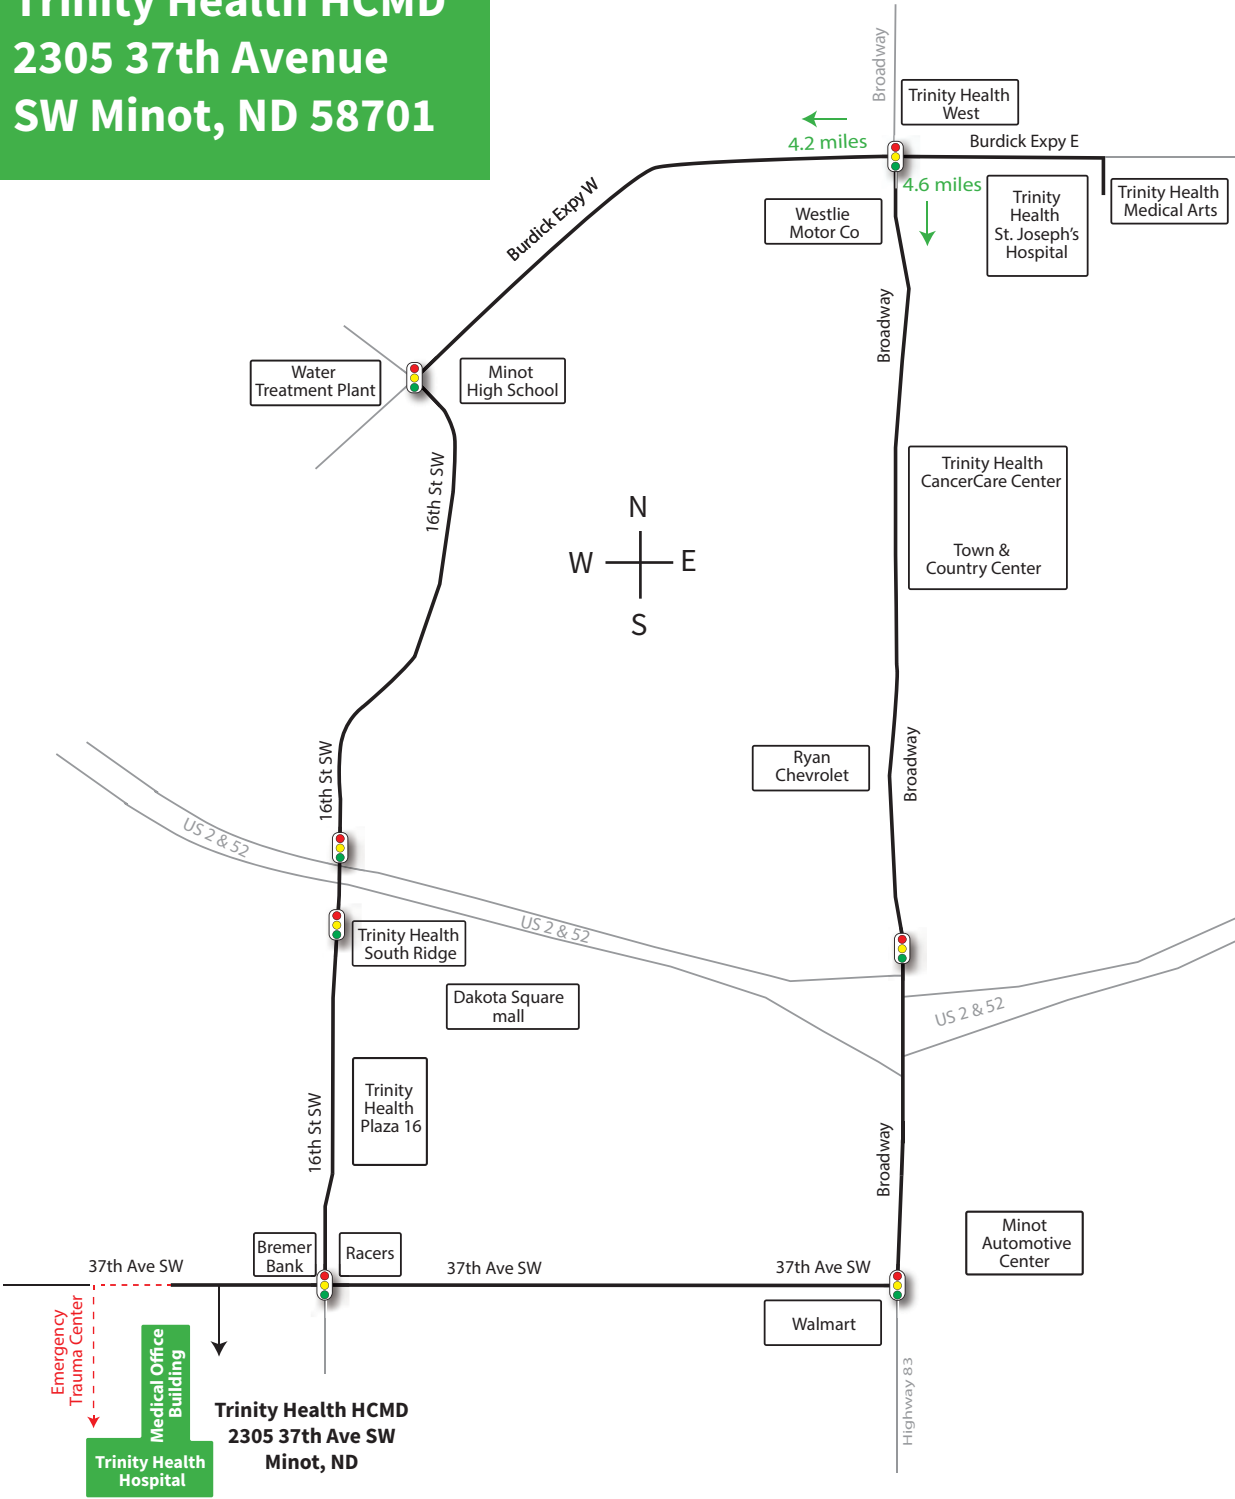 Trinity Health HCMD
2305 37th Avenue
SW Minot, ND 58701
Broadway
Trinity Health
West
4.2 miles
Burdick Expy E
4.6 miles
Trinity Health
Medical Arts
Trinity
Health
St. Joseph's
Hospital
Westlie
Motor Co
Burdick Expy W
Broadway
Water
Treatment Plant
Minot
High School
16th St SW
Trinity Health
CancerCare Center
Town &
Country Center
N
W
E
S
16th St SW
Ryan
Chevrolet
Broadway
US 2 & 52
US 2 & 52
Trinity Health
South Ridge
Dakota Square
mall
US 2 & 52
Trinity
Health
Plaza 16
16th St SW
Broadway
Minot
Automotive
Center
Bremer
Bank
Racers
37th Ave SW
37th Ave SW
37th Ave SW
Walmart
Emergency
Trauma Center
Medical Office
Building
Highway 83
Trinity Health HCMD
2305 37th Ave SW
Minot, ND
Trinity Health
Hospital